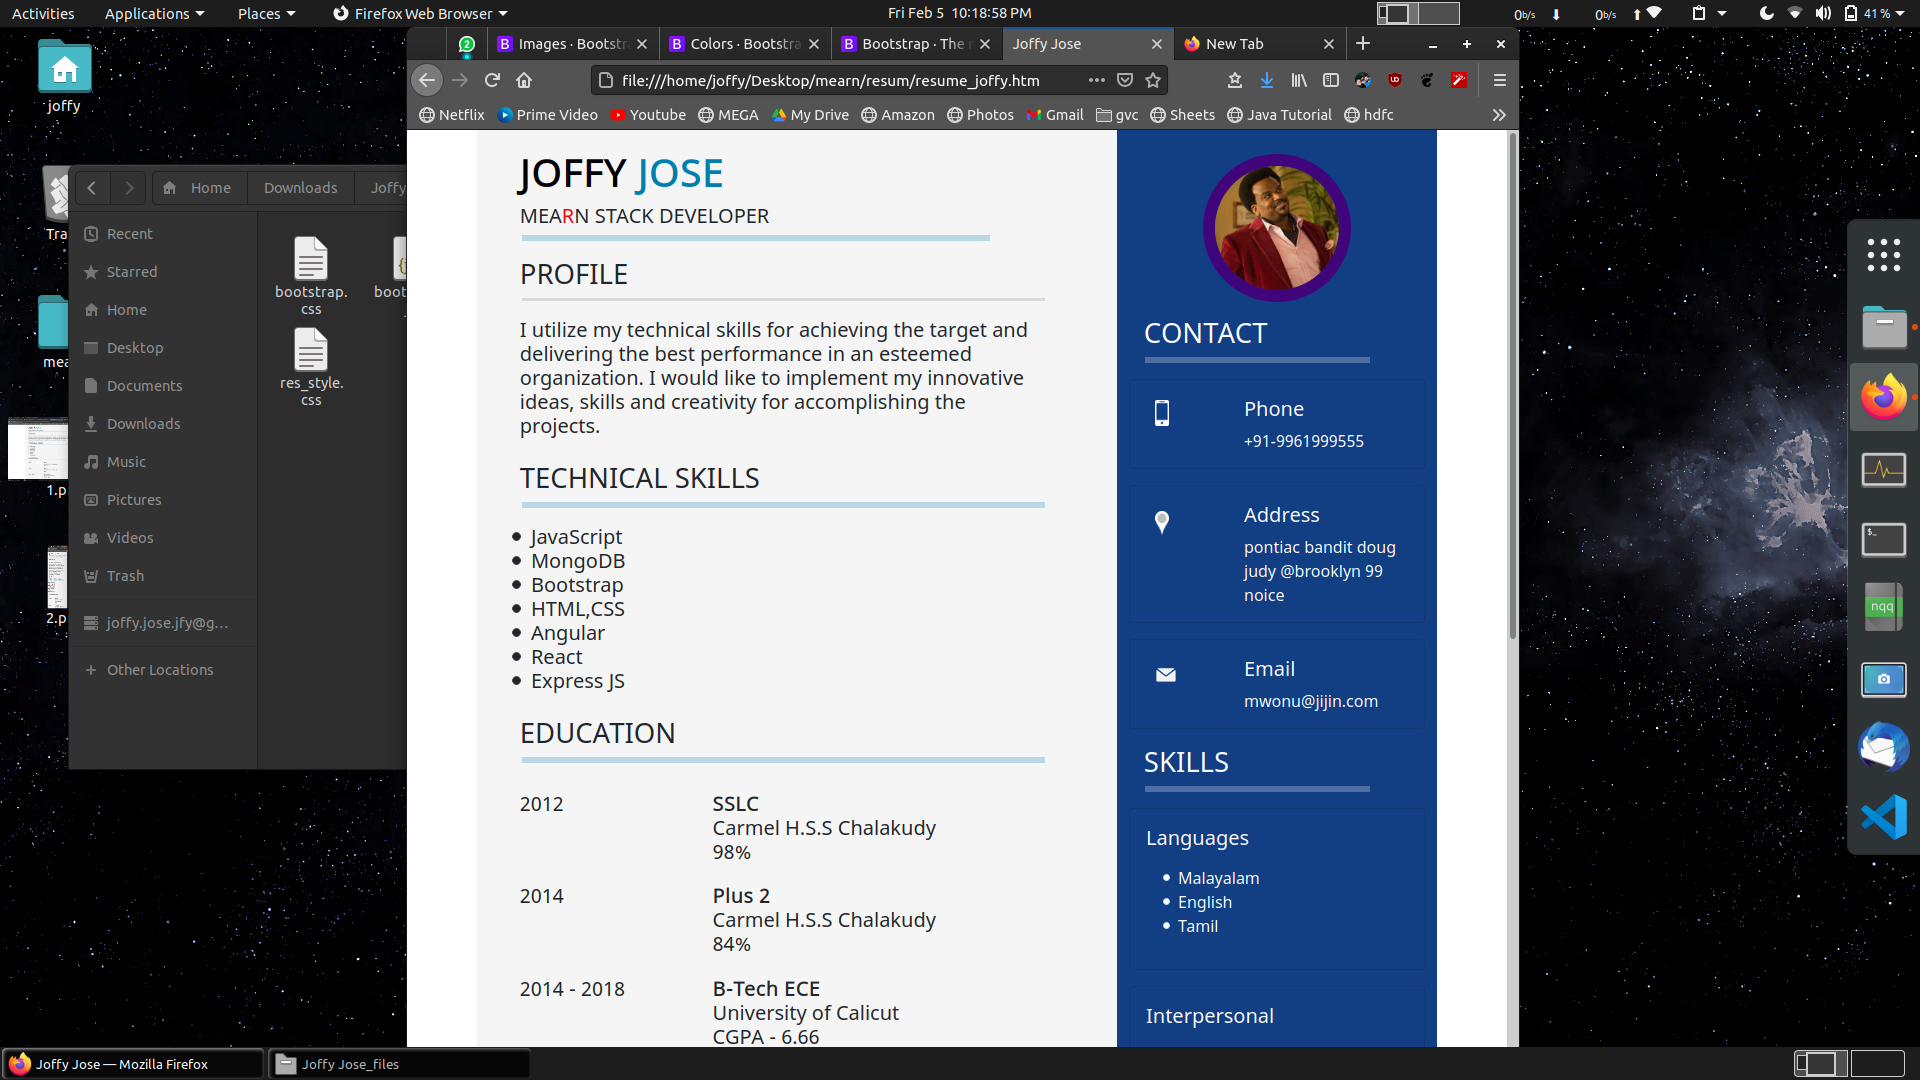 Activities
Applications
Places
Firefox Web Browser
Fri Feb 5 10:18:58 PM
0b/s
0b/s
41 %
joffy
Home
Downloads
Joffy
Recent
Starred
Home
Desktop
Documents
Downloads
Music
Pictures
Videos
Trash
joffy.jose.jfy@g...
Other Locations
bootstrap.
css
boot
res_style.
css
Tra
mea
1.p
2.p
2
Images · Bootstr
Colors · Bootstra
Bootstrap · The m
Joffy Jose
New Tab
file:///home/joffy/Desktop/mearn/resum/resume_joffy.htm
Netflix
Prime Video
Youtube
MEGA
My Drive
Amazon
Photos
Gmail
gvc
Sheets
Java Tutorial
hdfc
JOFFY JOSE
MEARN STACK DEVELOPER
PROFILE
I utilize my technical skills for achieving the target and
delivering the best performance in an esteemed
organization. I would like to implement my innovative
ideas, skills and creativity for accomplishing the
projects.
TECHNICAL SKILLS
JavaScript
MongoDB
Bootstrap
HTML,CSS
Angular
React
Express JS
EDUCATION
2012
SSLC
Carmel H.S.S Chalakudy
98%
2014
Plus 2
Carmel H.S.S Chalakudy
84%
2014 - 2018
B-Tech ECE
University of Calicut
CGPA - 6.66
CONTACT
Phone
+91-9961999555
Address
pontiac bandit doug
judy @brooklyn 99
noice
Email
mwonu@jijin.com
SKILLS
Languages
Malayalam
English
Tamil
Interpersonal
nqq
Joffy Jose — Mozilla Firefox
Joffy Jose_files